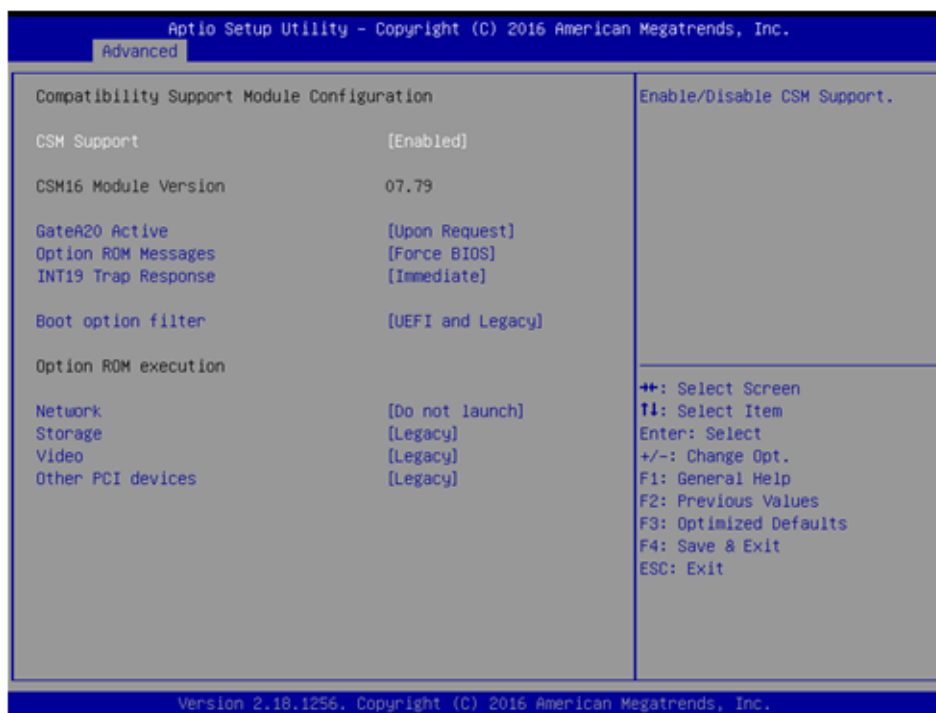 Aptio Setup Utility – Copyright (C) 2016 American Megatrends, Inc.
Advanced
Compatibility Support Module Configuration
CSM Support [Enabled]
CSM16 Module Version 07.79
GateA20 Active [Upon Request]
Option ROM Messages [Force BIOS]
INT19 Trap Response [Immediate]
Boot option filter [UEFI and Legacy]
Option ROM execution
Network [Do not launch]
Storage [Legacy]
Video [Legacy]
Other PCI devices [Legacy]
Enable/Disable CSM Support.
→←: Select Screen
↑↓: Select Item
Enter: Select
+/-: Change Opt.
F1: General Help
F2: Previous Values
F3: Optimized Defaults
F4: Save & Exit
ESC: Exit
Version 2.18.1256. Copyright (C) 2016 American Megatrends, Inc.